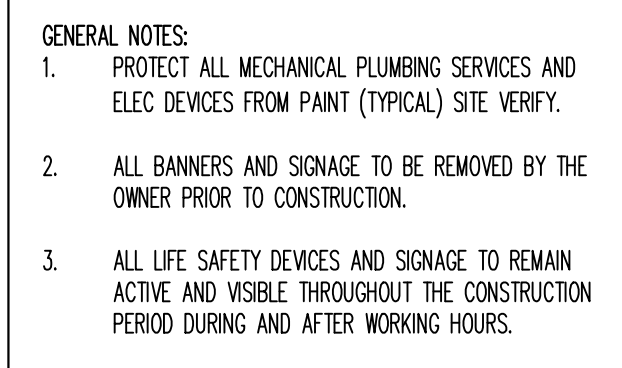 GENERAL NOTES:
1. PROTECT ALL MECHANICAL PLUMBING SERVICES AND
ELEC DEVICES FROM PAINT (TYPICAL) SITE VERIFY.
2. ALL BANNERS AND SIGNAGE TO BE REMOVED BY THE
OWNER PRIOR TO CONSTRUCTION.
3. ALL LIFE SAFETY DEVICES AND SIGNAGE TO REMAIN
ACTIVE AND VISIBLE THROUGHOUT THE CONSTRUCTION
PERIOD DURING AND AFTER WORKING HOURS.